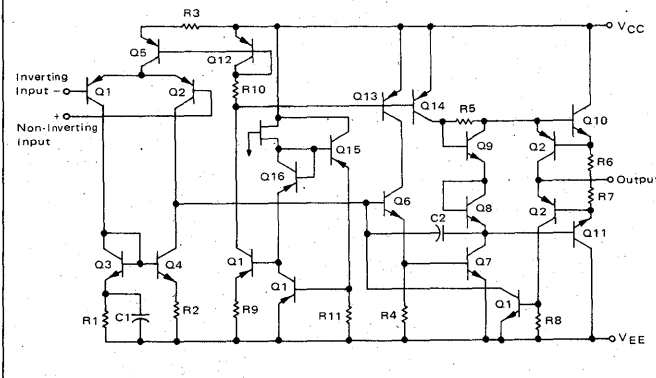 R3
VCC
Q5
Q12
Inverting
Input −
Q1
Q2
+
Non-Inverting
Input
R10
Q13
Q14
R5
Q10
Q9
Q2
R6
Output
R7
Q15
Q16
Q6
Q8
C2
Q2
Q11
Q3
Q4
Q1
Q1
Q7
Q1
R1
C1
R2
R9
R11
R4
R8
VEE